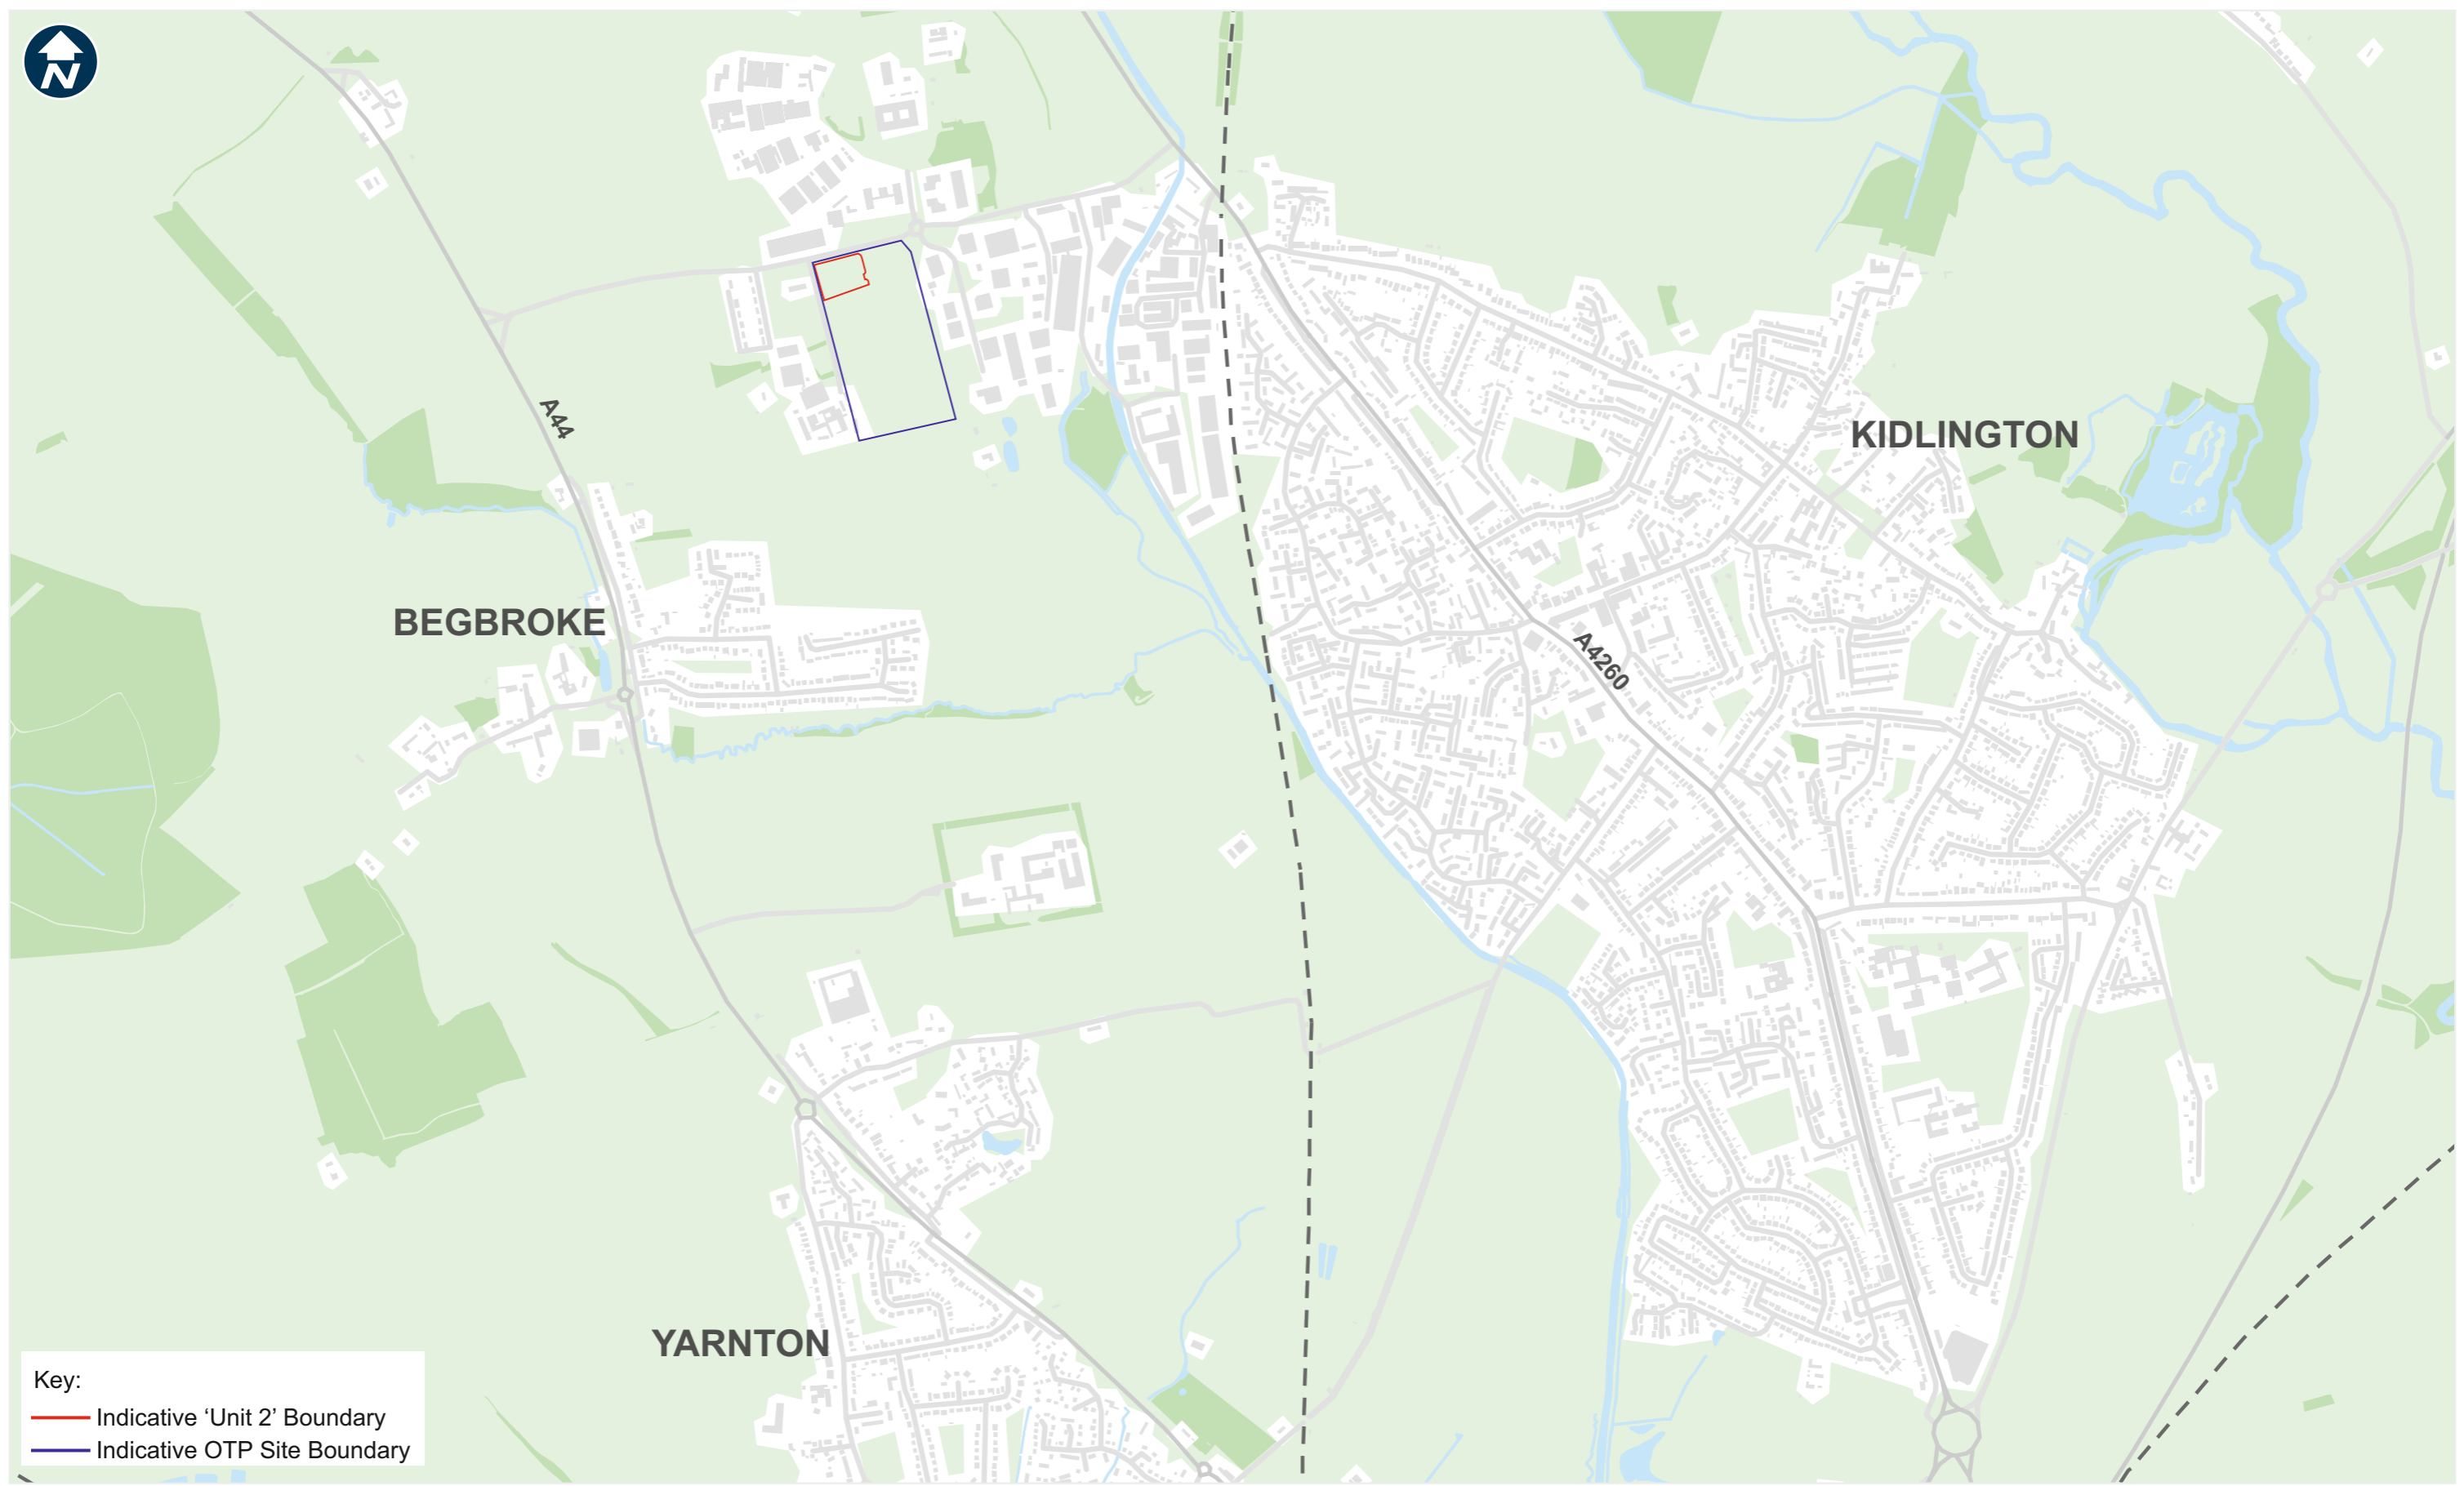 N
A44
KIDLINGTON
BEGBROKE
A4260
YARNTON
Key:
Indicative ‘Unit 2’ Boundary
Indicative OTP Site Boundary